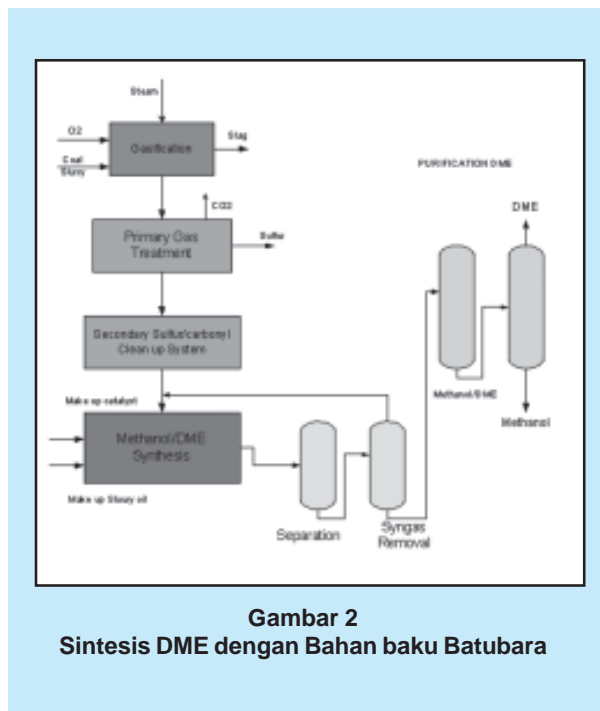 Steam
O2
Slag
Gasification
Coal
Slurry
PURIFICATION DME
CO2
DME
Primary Gas
Treatment
Sulfur
Secondary Sulfur/carbonyl
Clean up System
Make up catalyst
Methanol/DME
Methanol
Methanol/DME
Synthesis
Make up Slurry oil
Separation
Syngas
Removal
Gambar 2
Sintesis DME dengan Bahan baku Batubara